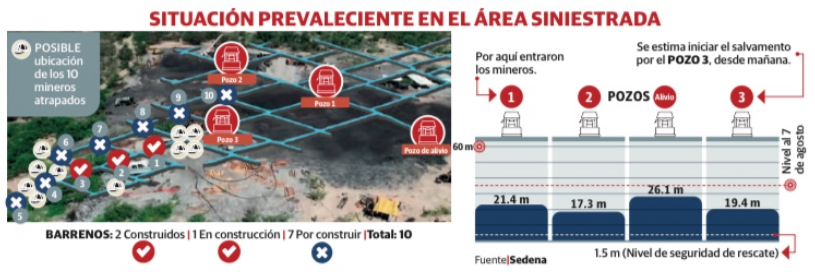 SITUACIÓN PREVALECIENTE EN EL ÁREA SINIESTRADA
POSIBLE
ubicación
de los 10
mineros
atrapados
Pozo 2
Pozo 1
Pozo 3
Pozo de alivio
10
9
8
7
6
1
2
3
4
5
BARRENOS: 2 Construidos | 1 En construcción | 7 Por construir | Total: 10
Por aquí entraron
los mineros.
Se estima iniciar el salvamento
por el POZO 3, desde mañana.
1
2 POZOS Alivio
3
60 m
Nivel al 7
de agosto
21.4 m
17.3 m
26.1 m
19.4 m
1.5 m (Nivel de seguridad de rescate)
Fuente|Sedena